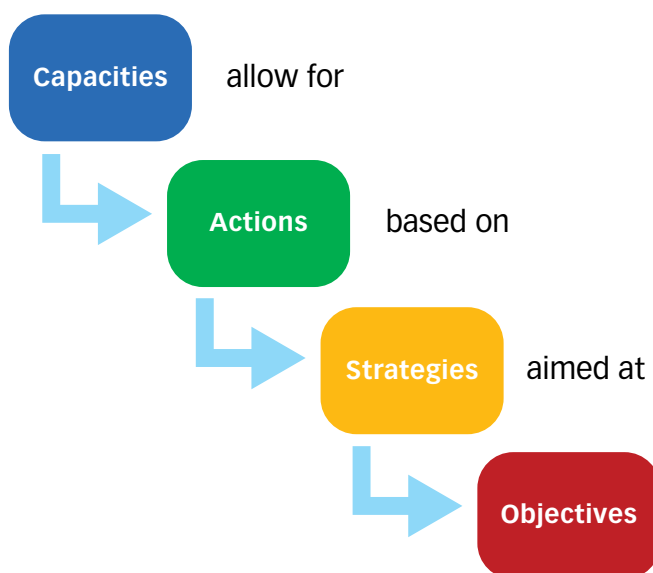 Capacities allow for
Actions based on
Strategies aimed at
Objectives